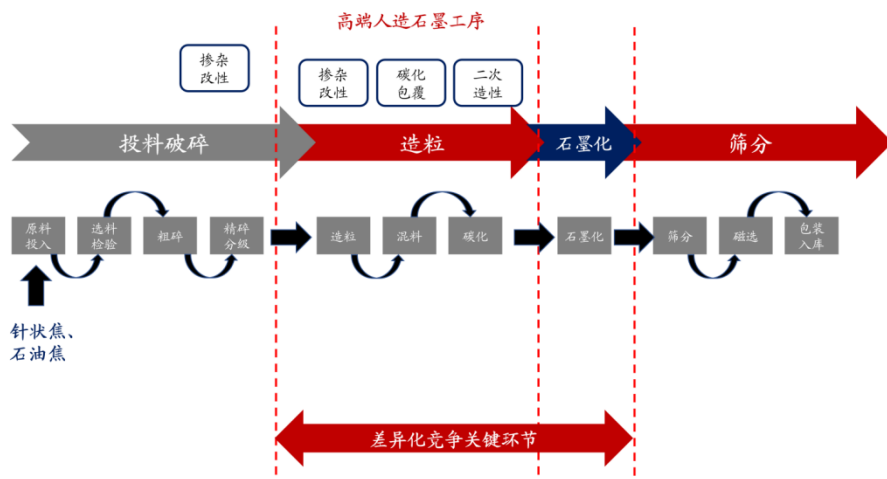 高端人造石墨工序
掺杂
改性
掺杂
改性
碳化
包覆
二次
造性
投料破碎
造粒
石墨化
筛分
原料
投入
选料
检验
粗碎
精碎
分级
造粒
混料
碳化
石墨化
筛分
磁选
包装
入库
针状焦、
石油焦
差异化竞争关键环节